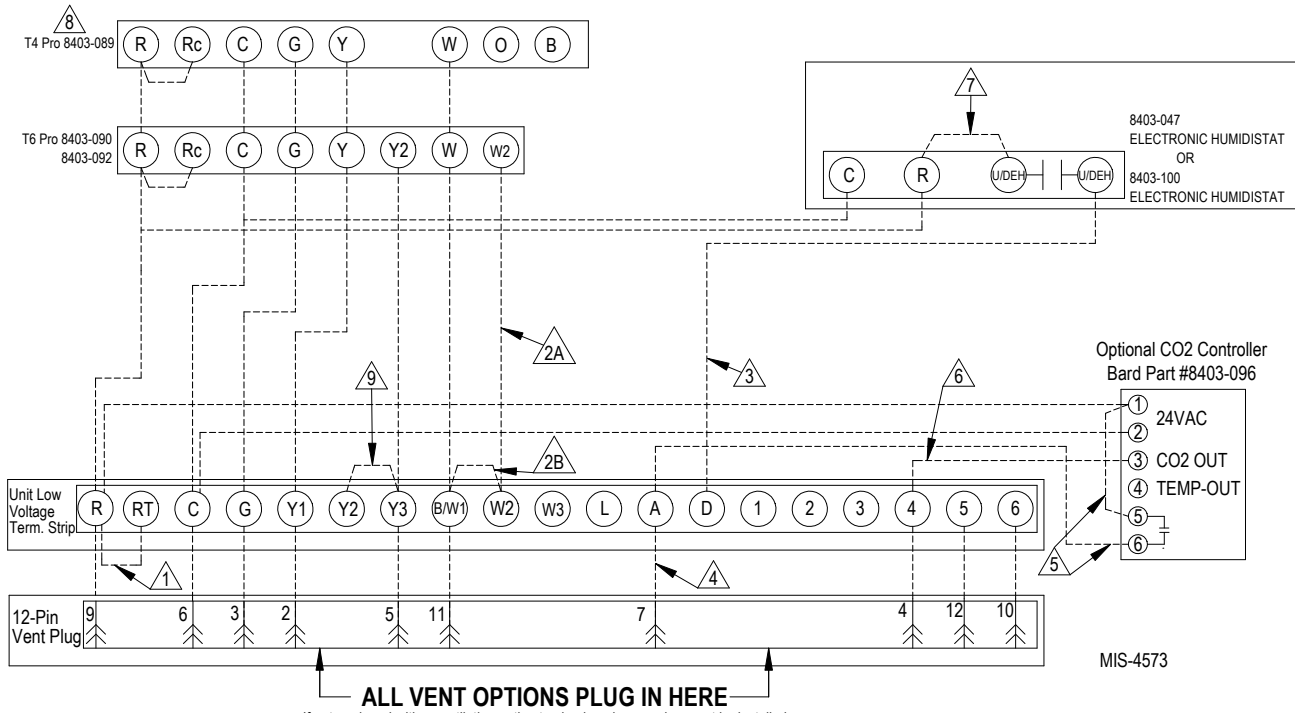 8
T4 Pro 8403-089
R Rc C G Y W O B
7
8403-047
ELECTRONIC HUMIDISTAT
OR
8403-100
ELECTRONIC HUMIDISTAT
T6 Pro 8403-090
8403-092
R Rc C G Y Y2 W W2
C R U/DEH U/DEH
2A
3
9
6
2B
Optional CO2 Controller
Bard Part #8403-096
1 24VAC
2
3 CO2 OUT
4 TEMP-OUT
5
6
5
Unit Low
Voltage
Term. Strip
R RT C G Y1 Y2 Y3 B/W1 W2 W3 L A D 1 2 3 4 5 6
1
4
12-Pin
Vent Plug
9 6 3 2 5 11 7 4 12 10
MIS-4573
ALL VENT OPTIONS PLUG IN HERE